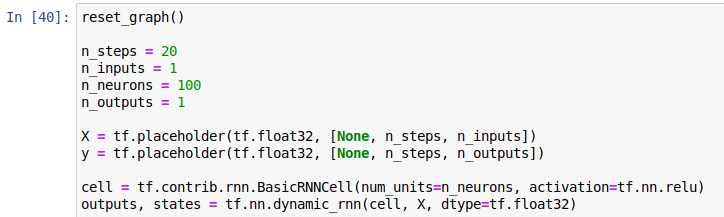 In [40]: reset_graph()
n_steps = 20
n_inputs = 1
n_neurons = 100
n_outputs = 1
X = tf.placeholder(tf.float32, [None, n_steps, n_inputs])
y = tf.placeholder(tf.float32, [None, n_steps, n_outputs])
cell = tf.contrib.rnn.BasicRNNCell(num_units=n_neurons, activation=tf.nn.relu)
outputs, states = tf.nn.dynamic_rnn(cell, X, dtype=tf.float32)